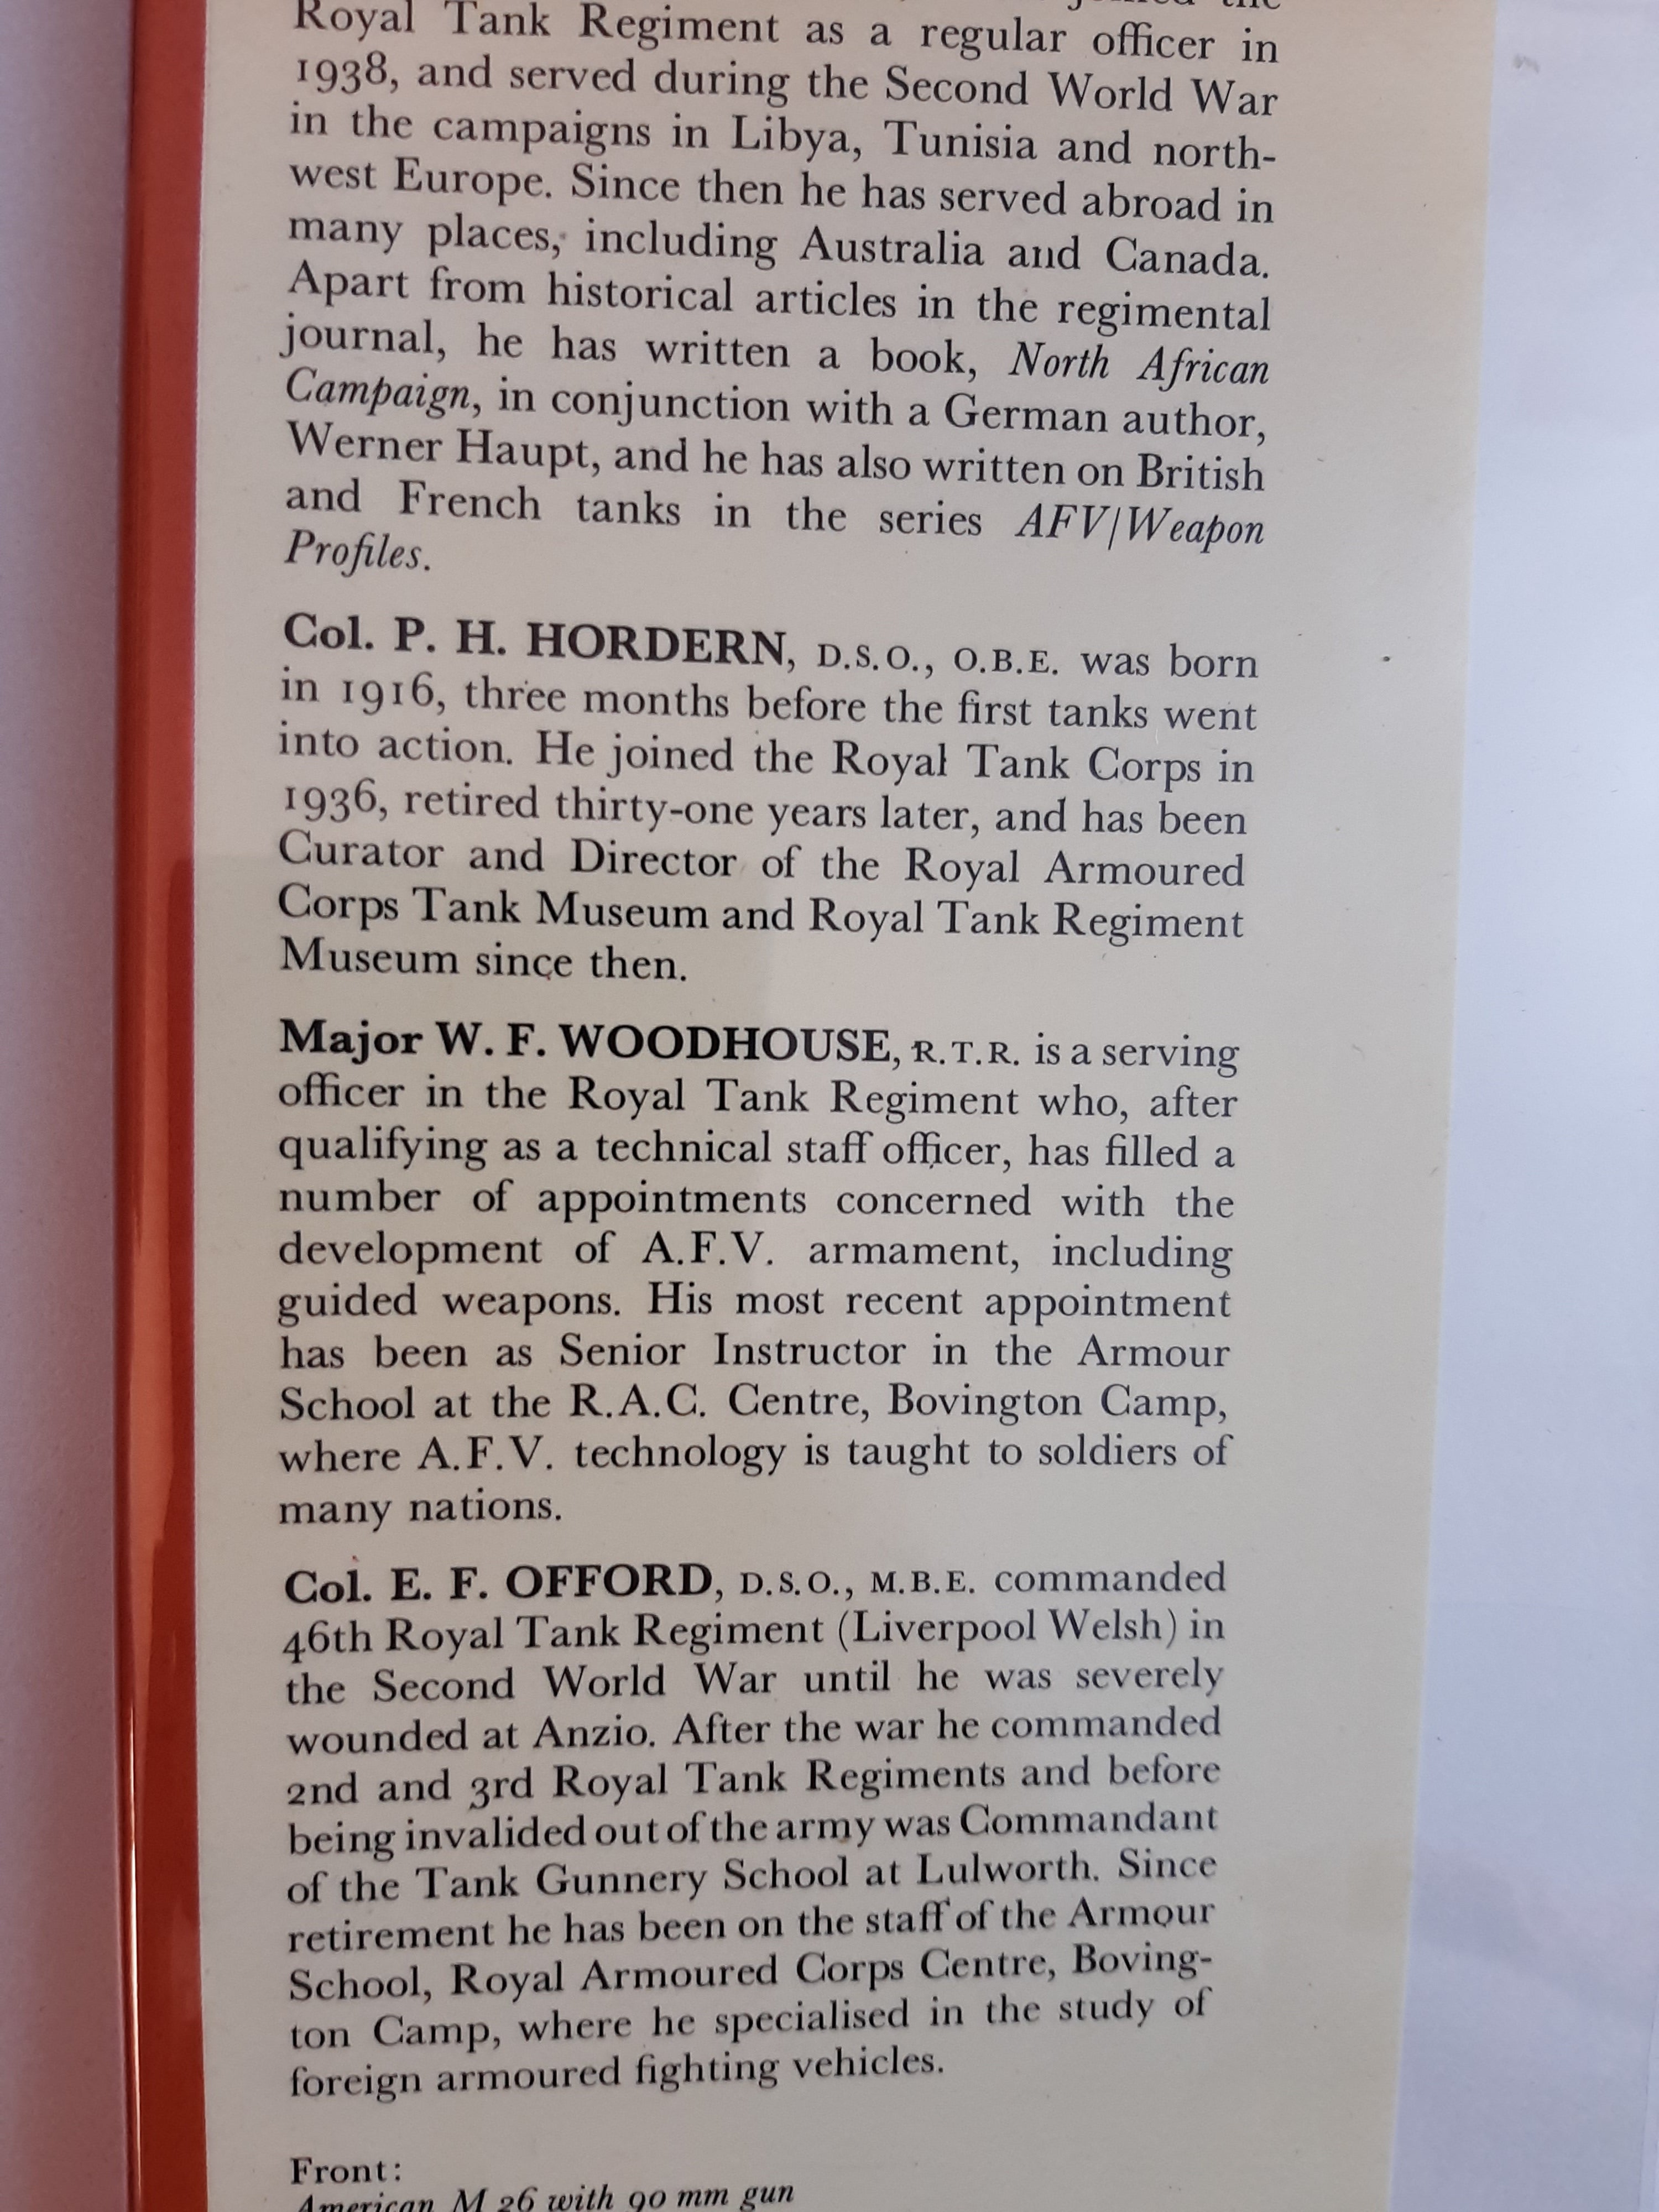 Royal Tank Regiment as a regular officer in
1938, and served during the Second World War
in the campaigns in Libya, Tunisia and north-
west Europe. Since then he has served abroad in
many places, including Australia and Canada.
Apart from historical articles in the regimental
journal, he has written a book, North African
Campaign, in conjunction with a German author,
Werner Haupt, and he has also written on British
and French tanks in the series AFV/Weapon
Profiles.
Col. P. H. HORDERN, D.S.O., O.B.E. was born
in 1916, three months before the first tanks went
into action. He joined the Royal Tank Corps in
1936, retired thirty-one years later, and has been
Curator and Director of the Royal Armoured
Corps Tank Museum and Royal Tank Regiment
Museum since then.
Major W. F. WOODHOUSE, R.T.R. is a serving
officer in the Royal Tank Regiment who, after
qualifying as a technical staff officer, has filled a
number of appointments concerned with the
development of A.F.V. armament, including
guided weapons. His most recent appointment
has been as Senior Instructor in the Armour
School at the R.A.C. Centre, Bovington Camp,
where A.F.V. technology is taught to soldiers of
many nations.
Col. E. F. OFFORD, D.S.O., M.B.E. commanded
46th Royal Tank Regiment (Liverpool Welsh) in
the Second World War until he was severely
wounded at Anzio. After the war he commanded
2nd and 3rd Royal Tank Regiments and before
being invalided out of the army was Commandant
of the Tank Gunnery School at Lulworth. Since
retirement he has been on the staff of the Armour
School, Royal Armoured Corps Centre, Boving-
ton Camp, where he specialised in the study of
foreign armoured fighting vehicles.
Front:
American M 26 with 90 mm gun